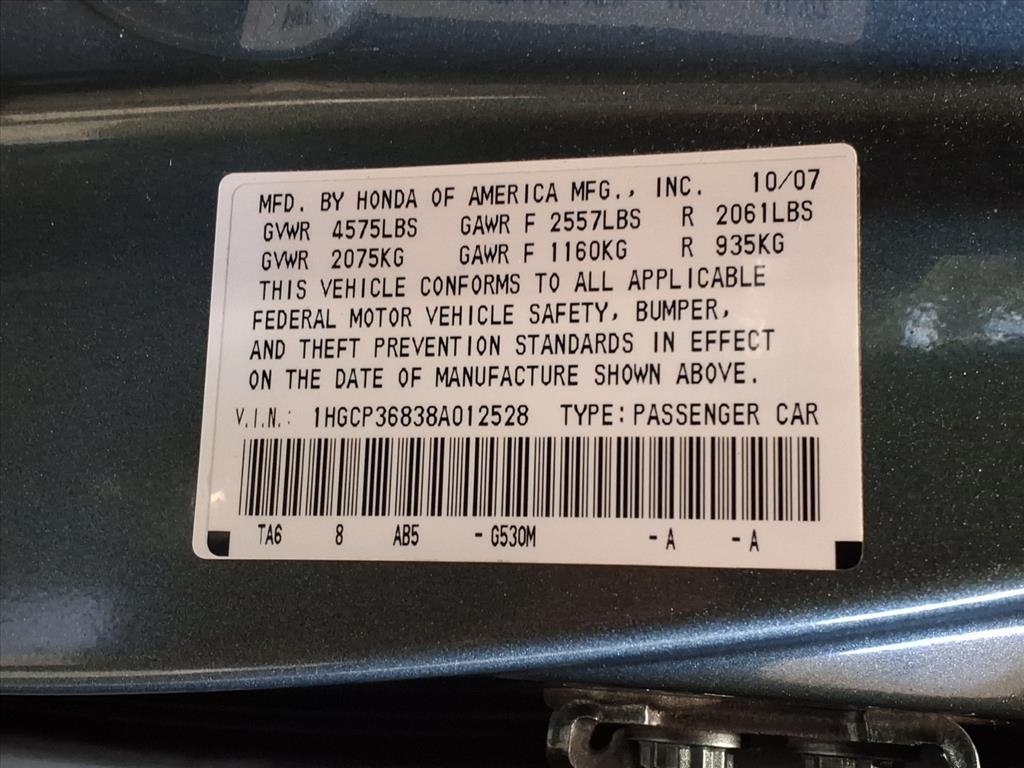 MFD. BY HONDA OF AMERICA MFG., INC. 10/07
GVWR 4575LBS GAWR F 2557LBS R 2061LBS
GVWR 2075KG GAWR F 1160KG R 935KG
THIS VEHICLE CONFORMS TO ALL APPLICABLE
FEDERAL MOTOR VEHICLE SAFETY, BUMPER,
AND THEFT PREVENTION STANDARDS IN EFFECT
ON THE DATE OF MANUFACTURE SHOWN ABOVE.
V.I.N.: 1HGCP36838A012528 TYPE: PASSENGER CAR
TA6 8 AB5 - G530M - A - A